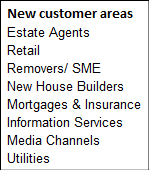 New customer areas
Estate Agents
Retail
Removers/ SME
New House Builders
Mortgages & Insurance
Information Services
Media Channels
Utilities